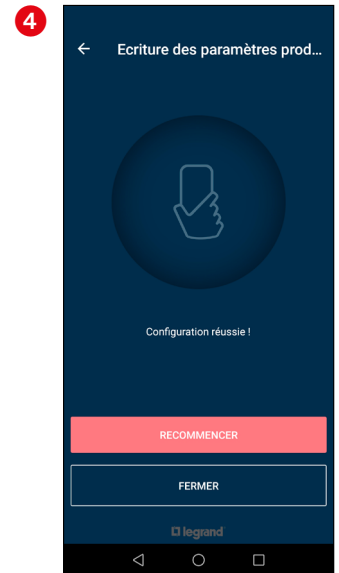 4
Ecriture des paramètres prod...
Configuration réussie !
RECOMMENCER
FERMER
legrand